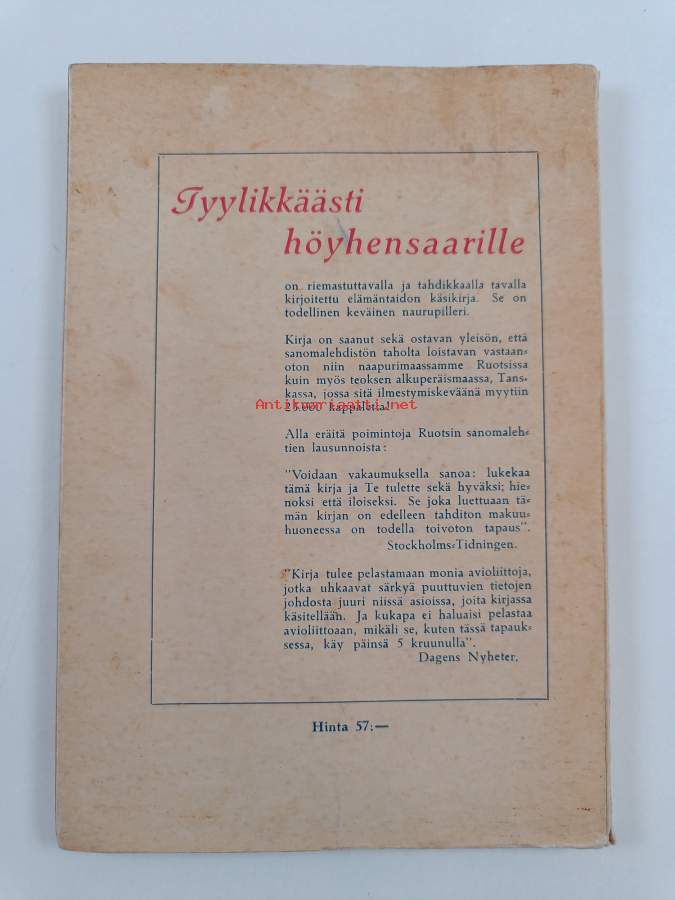 Tyylikkäästi
höyhensaarille
on riemastuttavalla ja tahdikkaalla tavalla
kirjoitettu elämäntaidon käsikirja. Se on
todellinen keväinen naurupilleri.
Kirja on saanut sekä ostavan yleisön, että
sanomalehdistön taholta loistavan vastaan=
oton niin naapurimaassamme Ruotsissa
kuin myös teoksen alkuperäismaassa, Tans=
kassa, jossa sitä ilmestymiskeväänä myytiin
Antikvariaatti.net
25.000 kappaletta!
Alla eräitä poimintoja Ruotsin sanomaleh=
tien lausunnoista:
"Voidaan vakaumuksella sanoa: lukekaa
tämä kirja ja Te tulette sekä hyväksi; hie=
noksi että iloiseksi. Se joka luettuaan tä=
män kirjan on edelleen tahditon makuu=
huoneessa on todella toivoton tapaus".
Stockholms=Tidningen.
"Kirja tulee pelastamaan monia avioliittoja,
jotka uhkaavat särkyä puuttuvien tietojen
johdosta juuri niissä asioissa, joita kirjassa
käsitellään. Ja kukapa ei haluaisi pelastaa
avioliittoaan, mikäli se, kuten tässä tapauk=
sessa, käy päinsä 5 kruunulla".
Dagens Nyheter.
Hinta 57:—